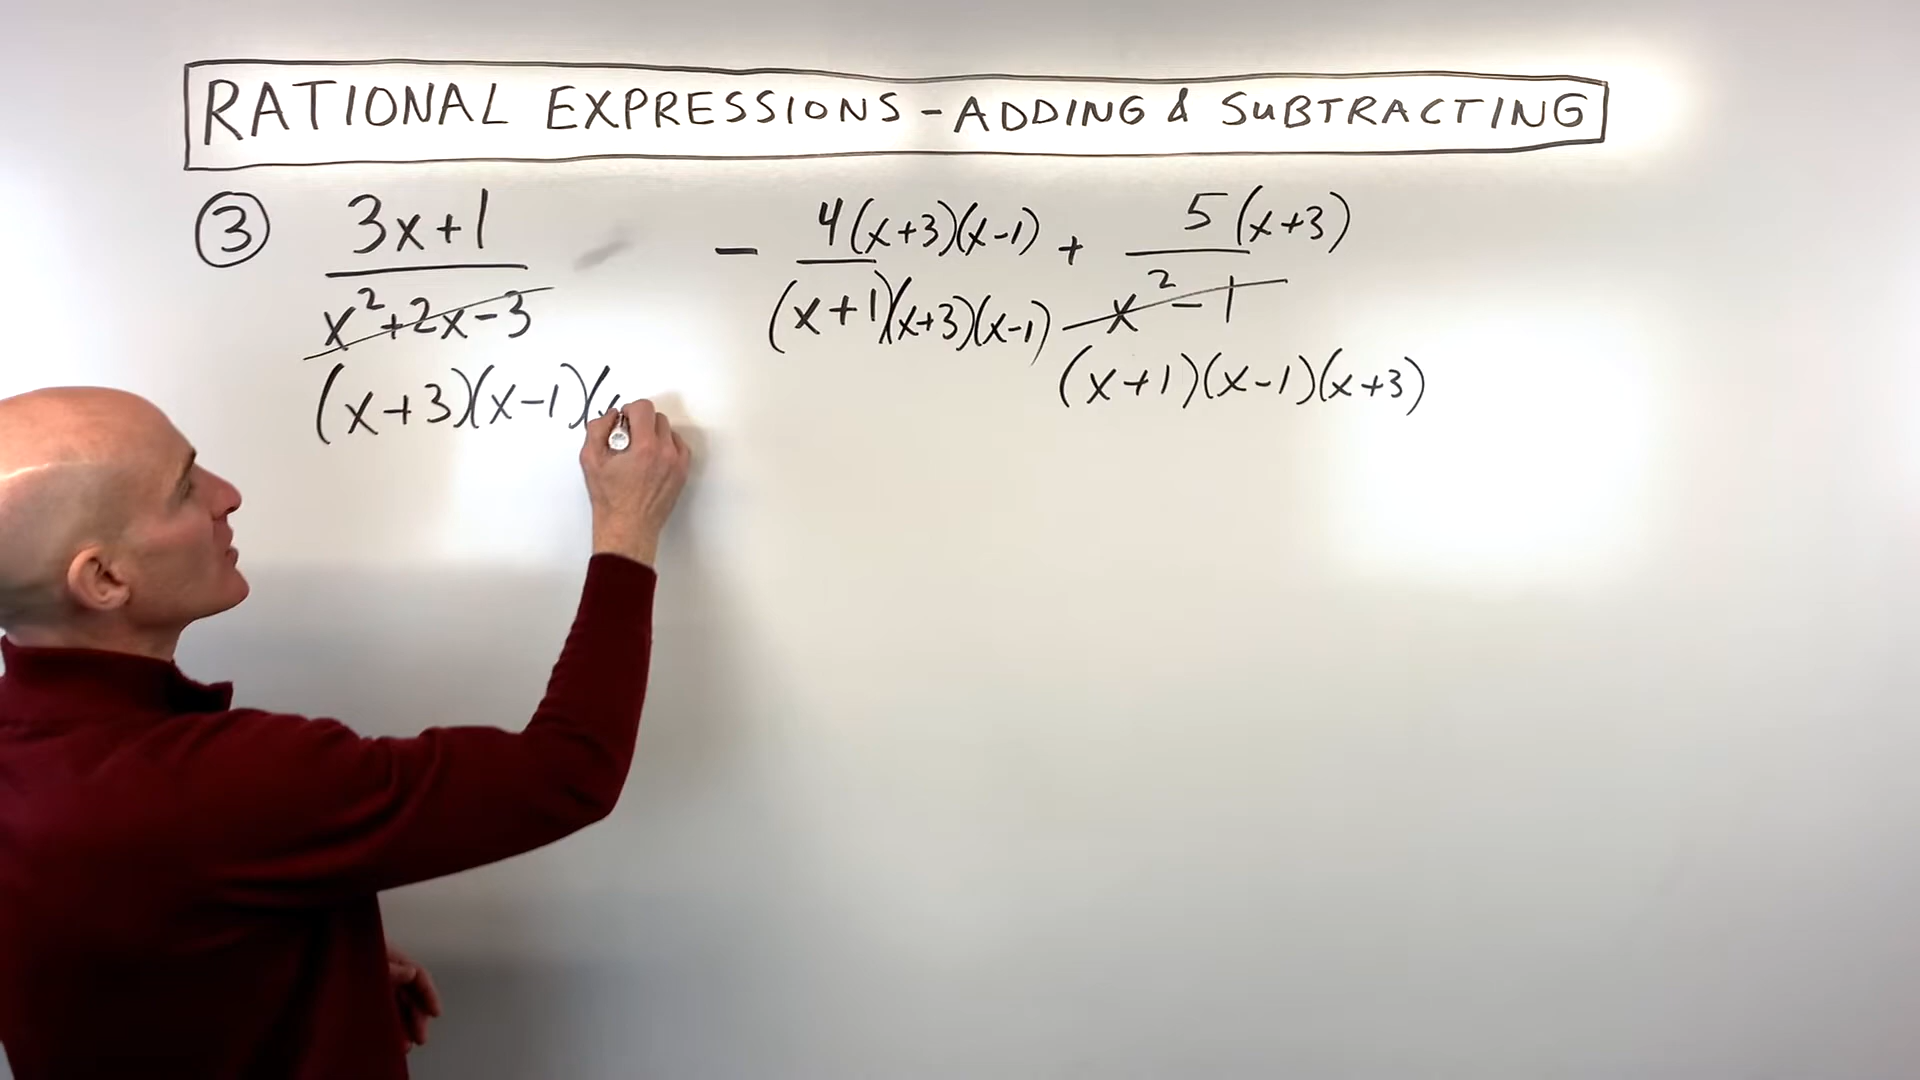 RATIONAL EXPRESSIONS - ADDING & SUBTRACTING
③ 3x+1 - 4(x+3)(x-1) + 5(x+3)
x²+2x-3 (x+1)(x+3)(x-1) x²-1
(x+3)(x-1)(x (x+1)(x-1)(x+3)